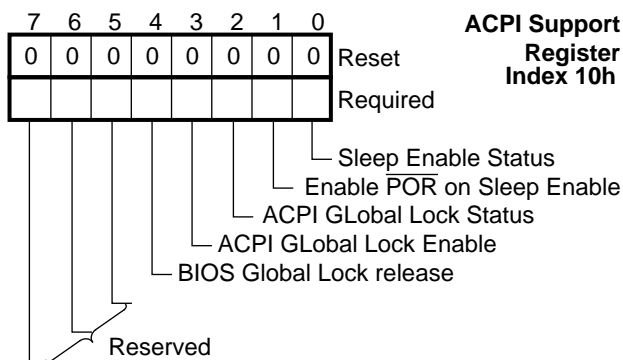 7 6 5 4 3 2 1 0
ACPI Support
Register
Index 10h
0 0 0 0 0 0 0 0 Reset
Required
Sleep Enable Status
Enable POR on Sleep Enable
ACPI GLobal Lock Status
ACPI GLobal Lock Enable
BIOS Global Lock release
Reserved